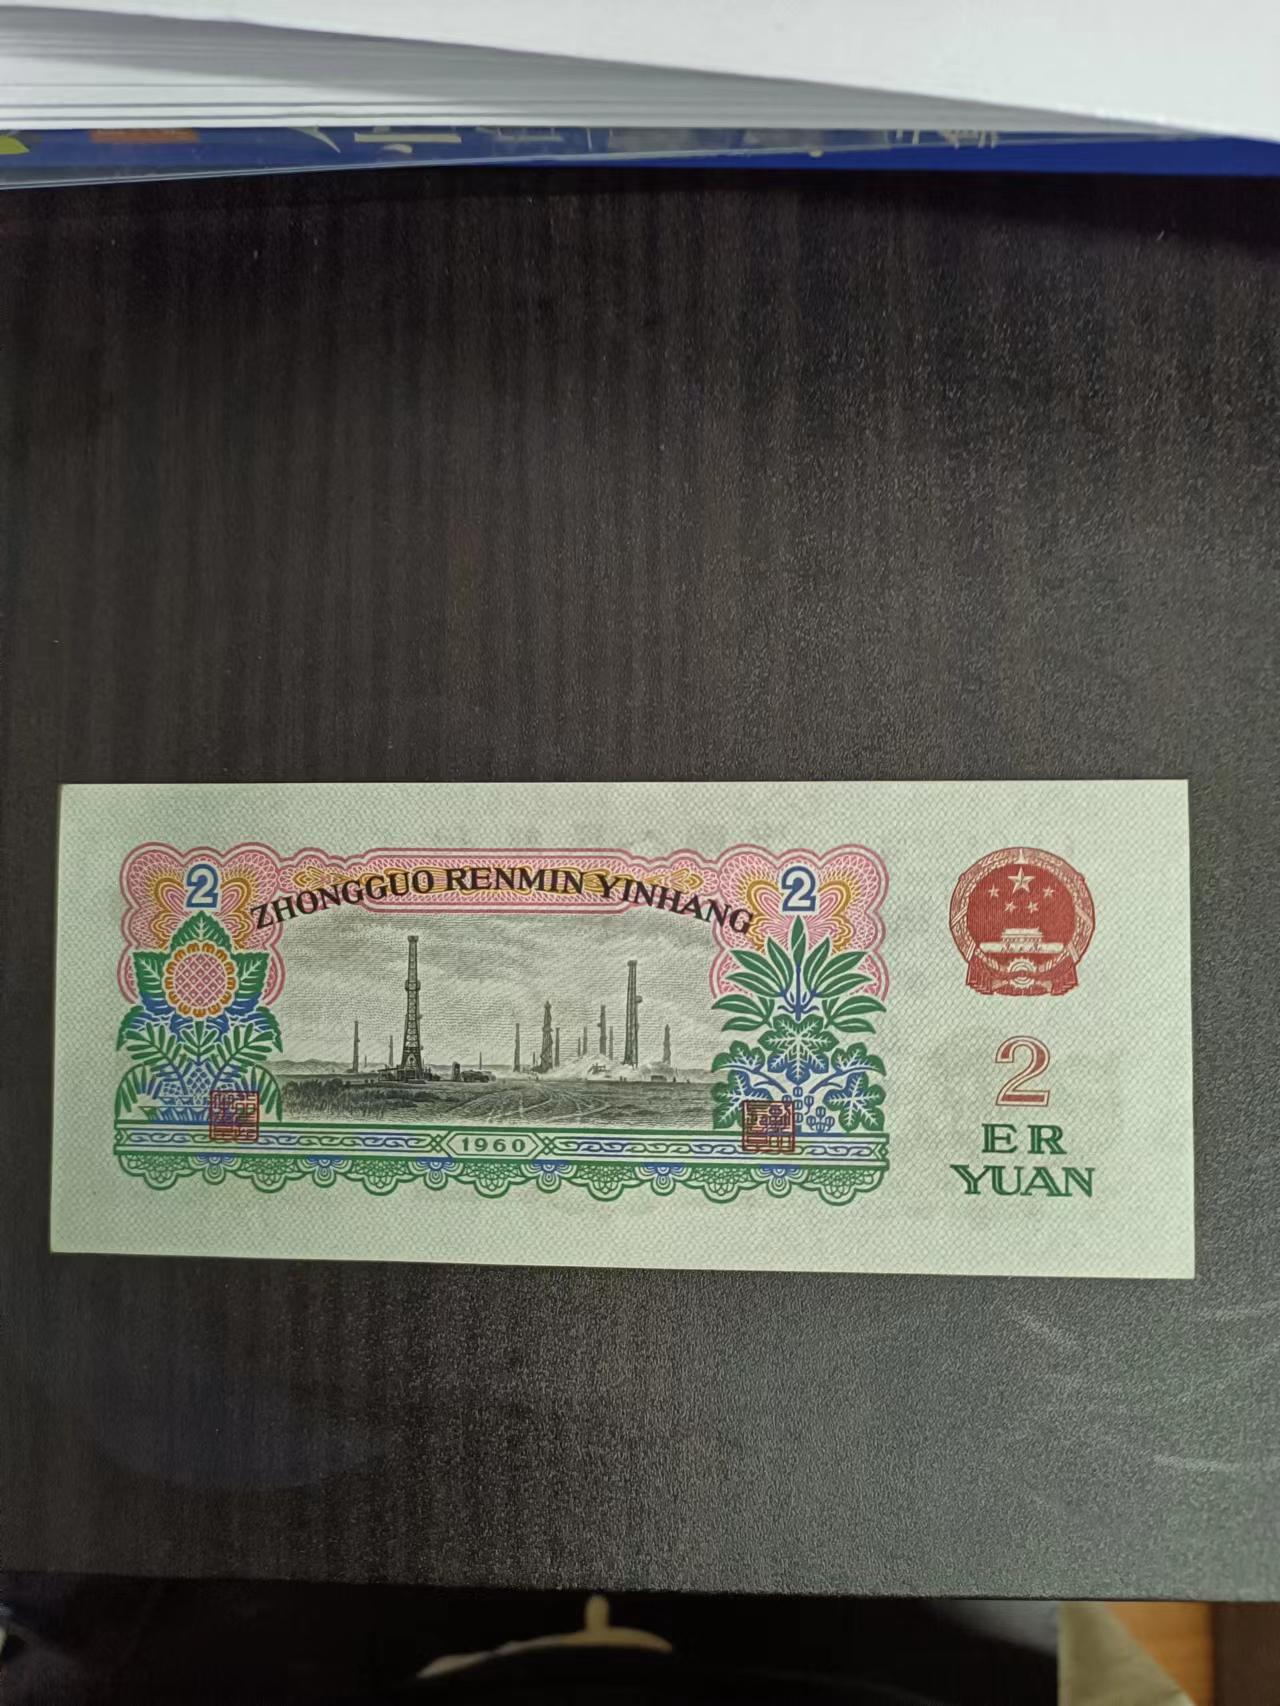 2
ZHONGGUO RENMIN YINHANG
2
1960
2
ER
YUAN